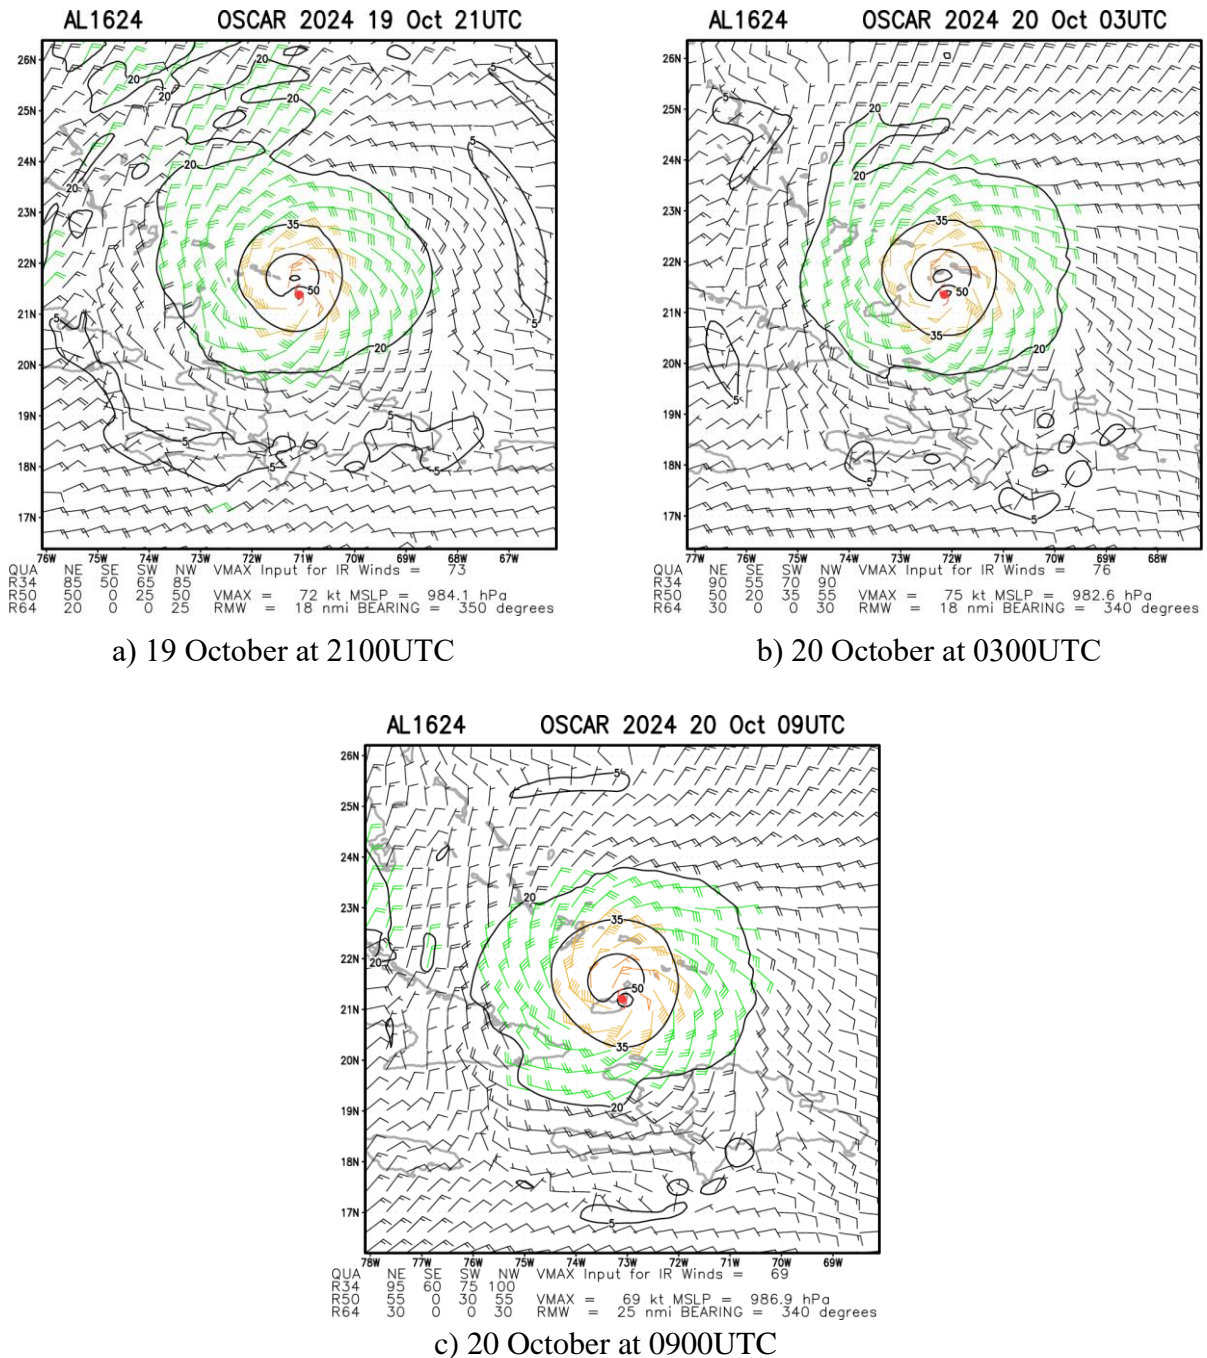 AL1624 OSCAR 2024 19 Oct 21UTC
26N
25N
24N
23N
22N
21N
20N
19N
18N
17N
76W 75W 74W 73W 72W 71W 70W 69W 68W 67W
20
20
20
20
20
5
5
5
35
50
20
5
5
5
5
5
QUA NE SE SW NW VMAX Input for IR Winds = 73
R34 85 50 65 85
R50 50 0 25 50 VMAX = 72 kt MSLP = 984.1 hPa
R64 20 0 0 25 RMW = 18 nmi BEARING = 350 degrees
a) 19 October at 2100UTC
AL1624 OSCAR 2024 20 Oct 03UTC
26N
25N
24N
23N
22N
21N
20N
19N
18N
17N
77W 76W 75W 74W 73W 72W 71W 70W 69W 68W
5
20
20
35
50
35
20
5
5
5
QUA NE SE SW NW VMAX Input for IR Winds = 76
R34 90 55 70 90
R50 50 20 35 55 VMAX = 75 kt MSLP = 982.6 hPa
R64 30 0 0 30 RMW = 18 nmi BEARING = 340 degrees
b) 20 October at 0300UTC
AL1624 OSCAR 2024 20 Oct 09UTC
26N
25N
24N
23N
22N
21N
20N
19N
18N
17N
78W 77W 76W 75W 74W 73W 72W 71W 70W 69W
5
20
35
20
50
35
20
5
QUA NE SE SW NW VMAX Input for IR Winds = 69
R34 95 60 75 100
R50 55 0 30 55 VMAX = 69 kt MSLP = 986.9 hPa
R64 30 0 0 30 RMW = 25 nmi BEARING = 340 degrees
c) 20 October at 0900UTC